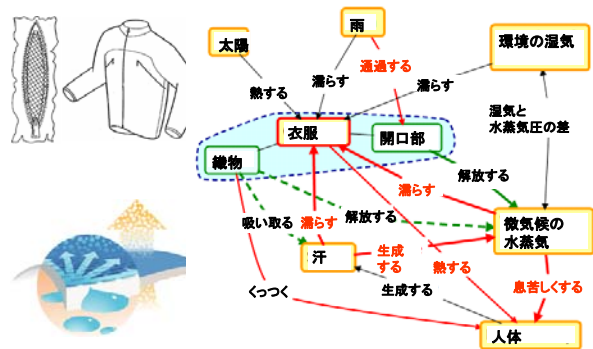 雨
太陽
環境の湿気
通過する
熱する
濡らす
濡らす
湿気と
水蒸気圧の差
衣服
開口部
織物
解放する
濡らす
吸い取る
濡らす
解放する
微気候の
水蒸気
汗
生成
する
熱する
くっつく
生成する
息苦しくする
人体